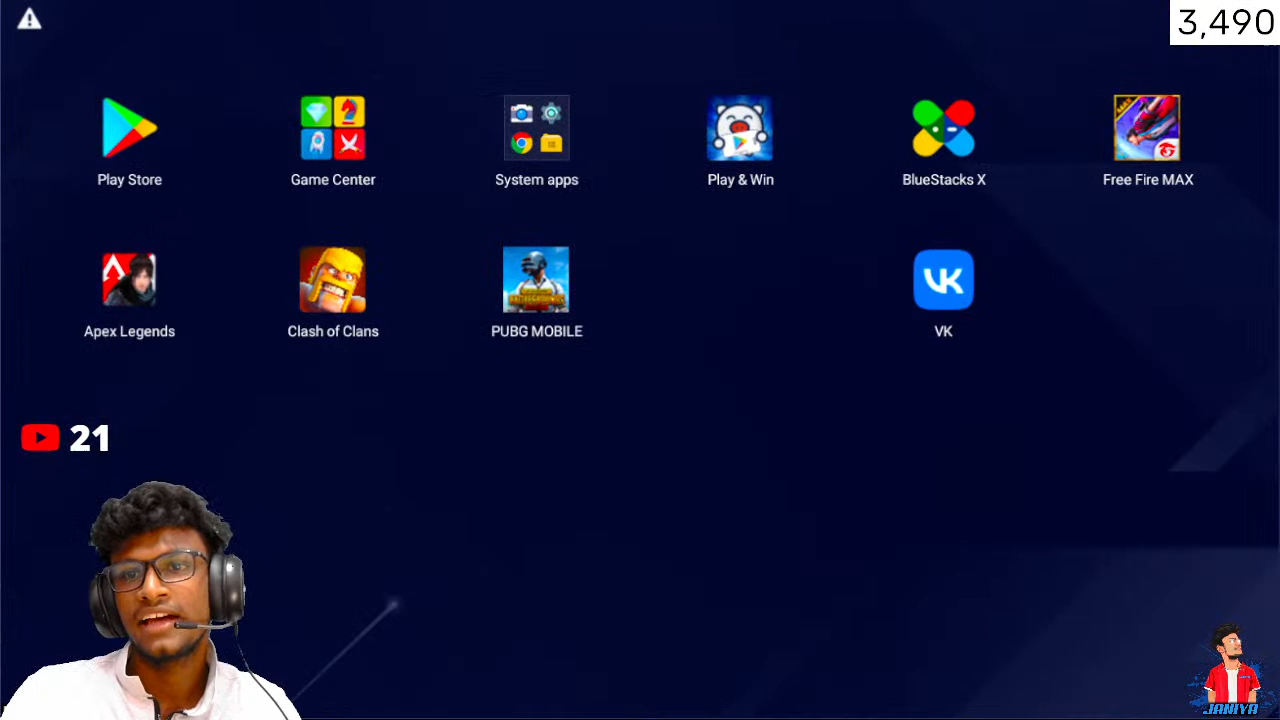 3,490
Play Store
Game Center
System apps
Play & Win
BlueStacks X
Free Fire MAX
VK
Apex Legends
Clash of Clans
PUBG MOBILE
VK
21
JANIYA